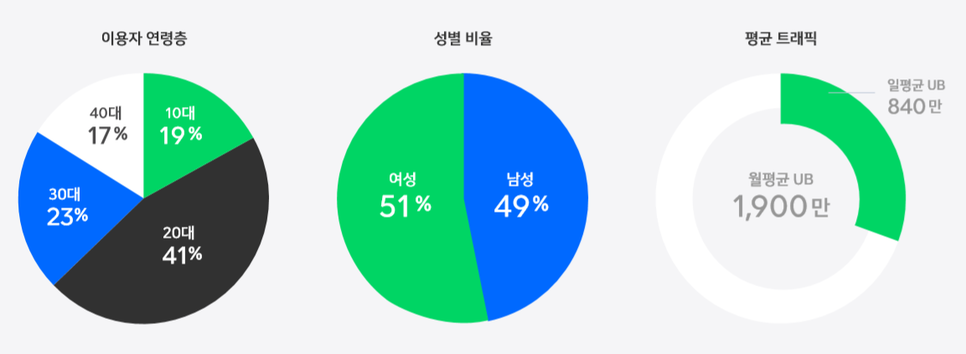 이용자 연령층
40대
17%
10대
19%
30대
23%
20대
41%
성별 비율
여성
51%
남성
49%
평균 트래픽
일평균 UB
840만
월평균 UB
1,900만